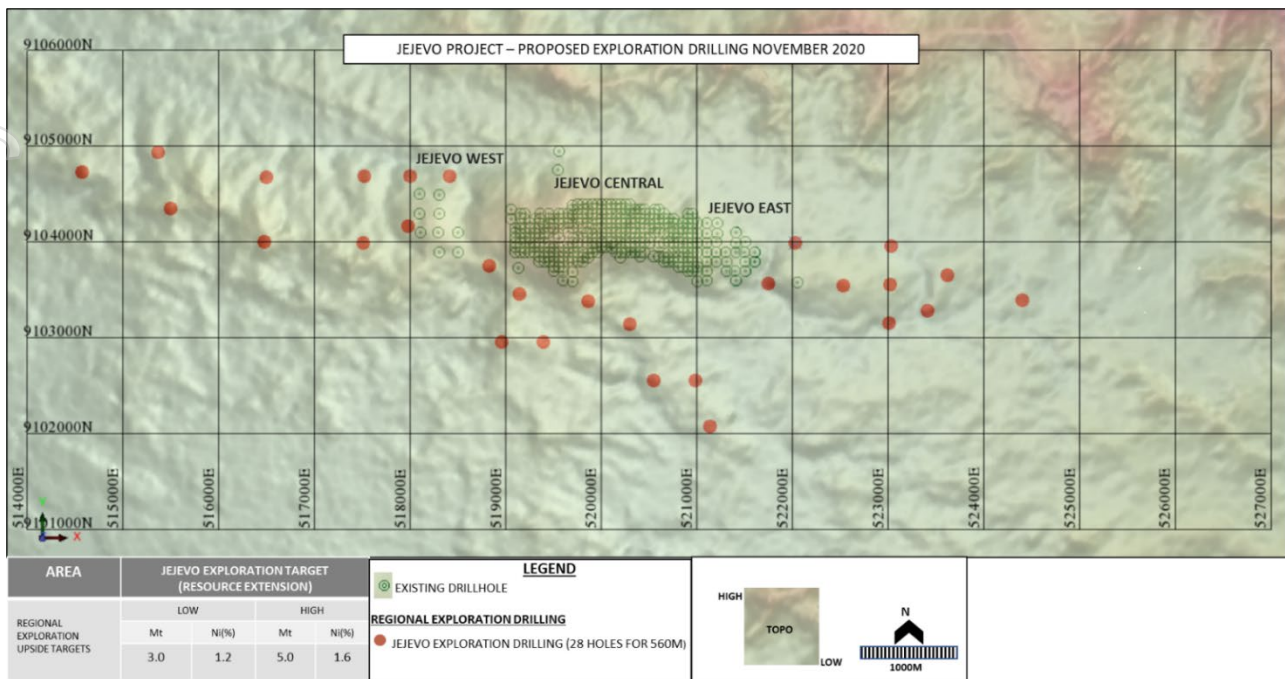 JEJEVO PROJECT – PROPOSED EXPLORATION DRILLING NOVEMBER 2020
9106000N
9105000N
JEJEVO WEST
JEJEVO CENTRAL
JEJEVO EAST
9104000N
9103000N
9102000N
9101000N
514000E
515000E
516000E
517000E
518000E
519000E
520000E
521000E
522000E
523000E
524000E
525000E
526000E
527000E
Y
X
AREA
JEJEVO EXPLORATION TARGET
(RESOURCE EXTENSION)
REGIONAL
EXPLORATION
UPSIDE TARGETS
LOW HIGH
Mt Ni(%) Mt Ni(%)
3.0 1.2 5.0 1.6
LEGEND
EXISTING DRILLHOLE
REGIONAL EXPLORATION DRILLING
JEJEVO EXPLORATION DRILLING (28 HOLES FOR 560M)
HIGH
TOPO
LOW
N
1000M